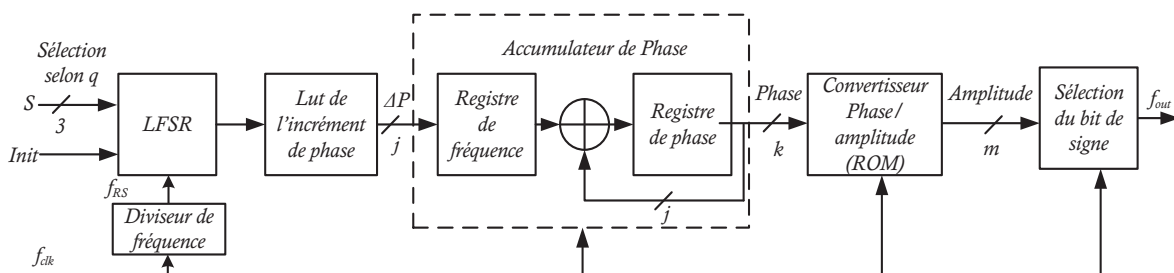 Sélection
selon q
S
3
Init
LFSR
f_RS
Diviseur de
fréquence
f_clk
Lut de
l'incrément
de phase
ΔP
j
Accumulateur de Phase
Registre
de
fréquence
Registre
de phase
j
Phase
k
Convertisseur
Phase/
amplitude
(ROM)
Amplitude
m
Sélection
du bit de
signe
f_out